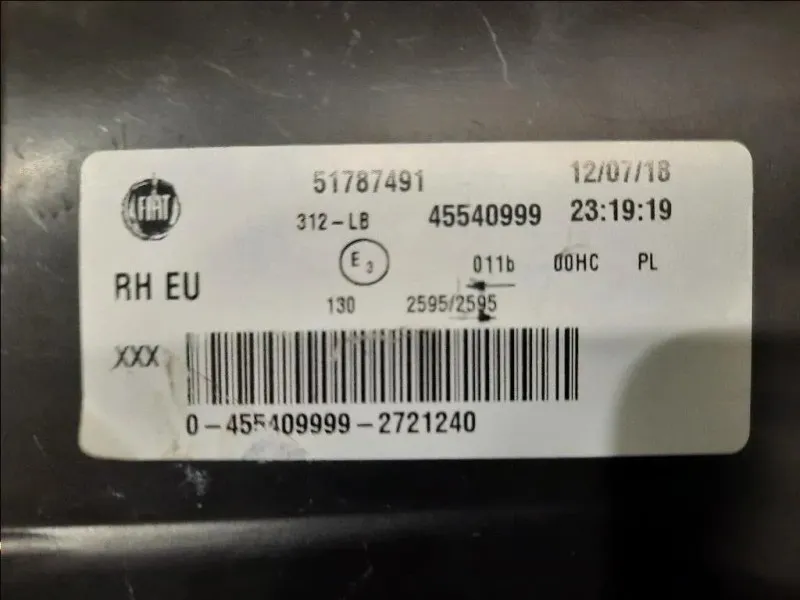 51787491 12/07/18
FIAT
312-LB 45540999 23:19:19
E3 011b 00HC PL
RH EU
130 2595/2595
XXX
0-455409999-2721240